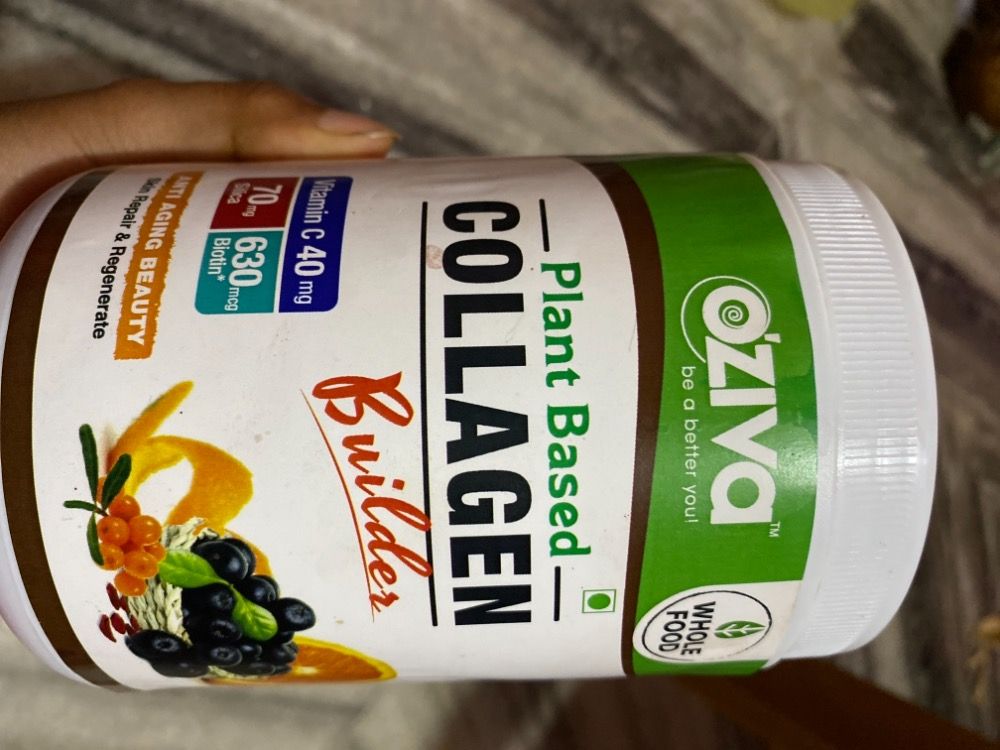 O'ZIVA™
be a better you!
WHOLE
FOOD
Plant Based
COLLAGEN
Builder
Vitamin C 40 mg
70 mg
Silica
630 mcg
Biotin*
ANTI AGING BEAUTY
Skin Repair & Regenerate